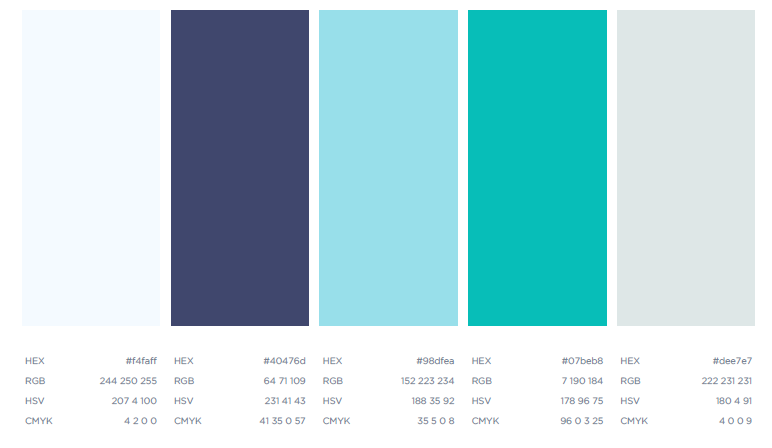 HEX #f4faff HEX #40476d HEX #98dfea HEX #07beb8 HEX #dee7e7
RGB 244 250 255 RGB 64 71 109 RGB 152 223 234 RGB 7 190 184 RGB 222 231 231
HSV 207 4 100 HSV 231 41 43 HSV 188 35 92 HSV 178 96 75 HSV 180 4 91
CMYK 4 2 0 0 CMYK 41 35 0 57 CMYK 35 5 0 8 CMYK 96 0 3 25 CMYK 4 0 0 9